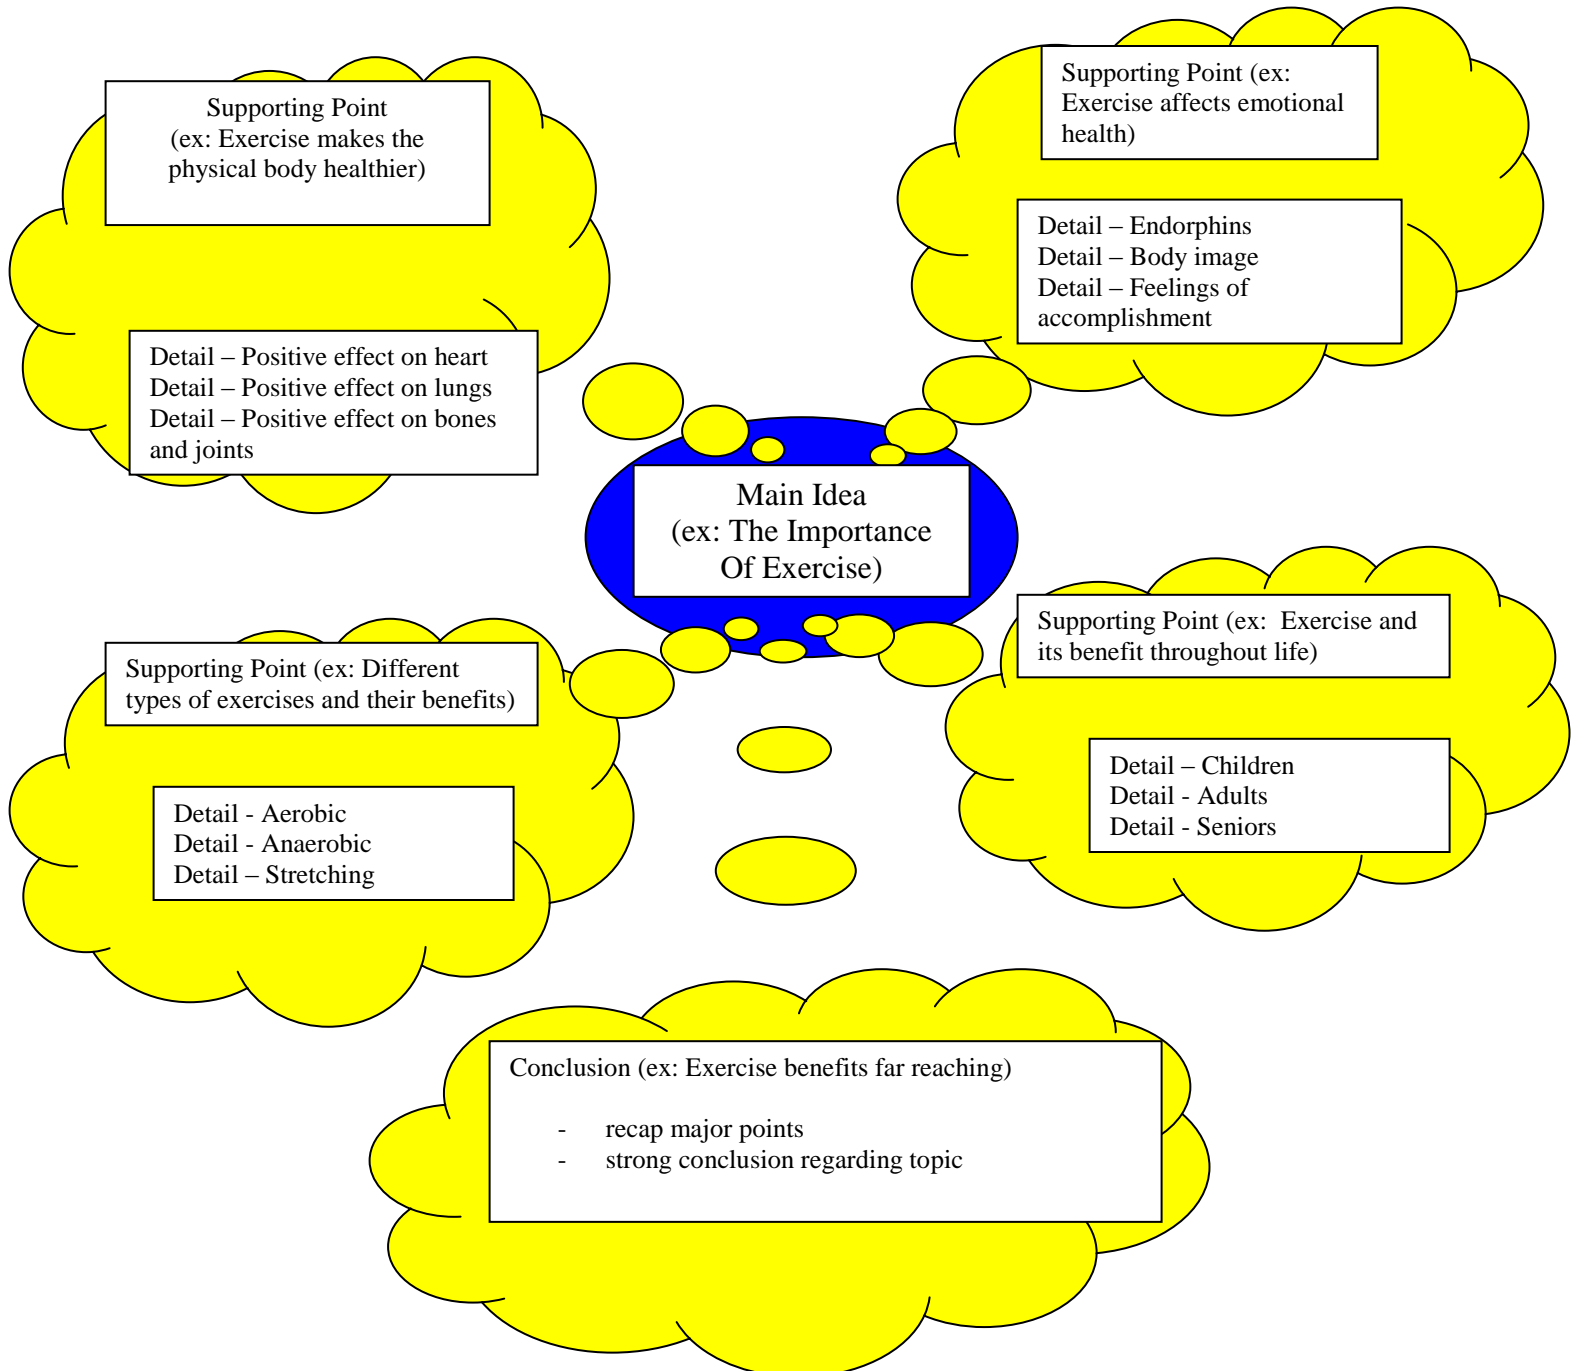 Supporting Point
(ex: Exercise makes the
physical body healthier)
Detail – Positive effect on heart
Detail – Positive effect on lungs
Detail – Positive effect on bones
and joints
Supporting Point (ex:
Exercise affects emotional
health)
Detail – Endorphins
Detail – Body image
Detail – Feelings of
accomplishment
Main Idea
(ex: The Importance
Of Exercise)
Supporting Point (ex: Different
types of exercises and their benefits)
Detail - Aerobic
Detail - Anaerobic
Detail – Stretching
Supporting Point (ex:  Exercise and
its benefit throughout life)
Detail – Children
Detail - Adults
Detail - Seniors
Conclusion (ex: Exercise benefits far reaching)
- recap major points
- strong conclusion regarding topic